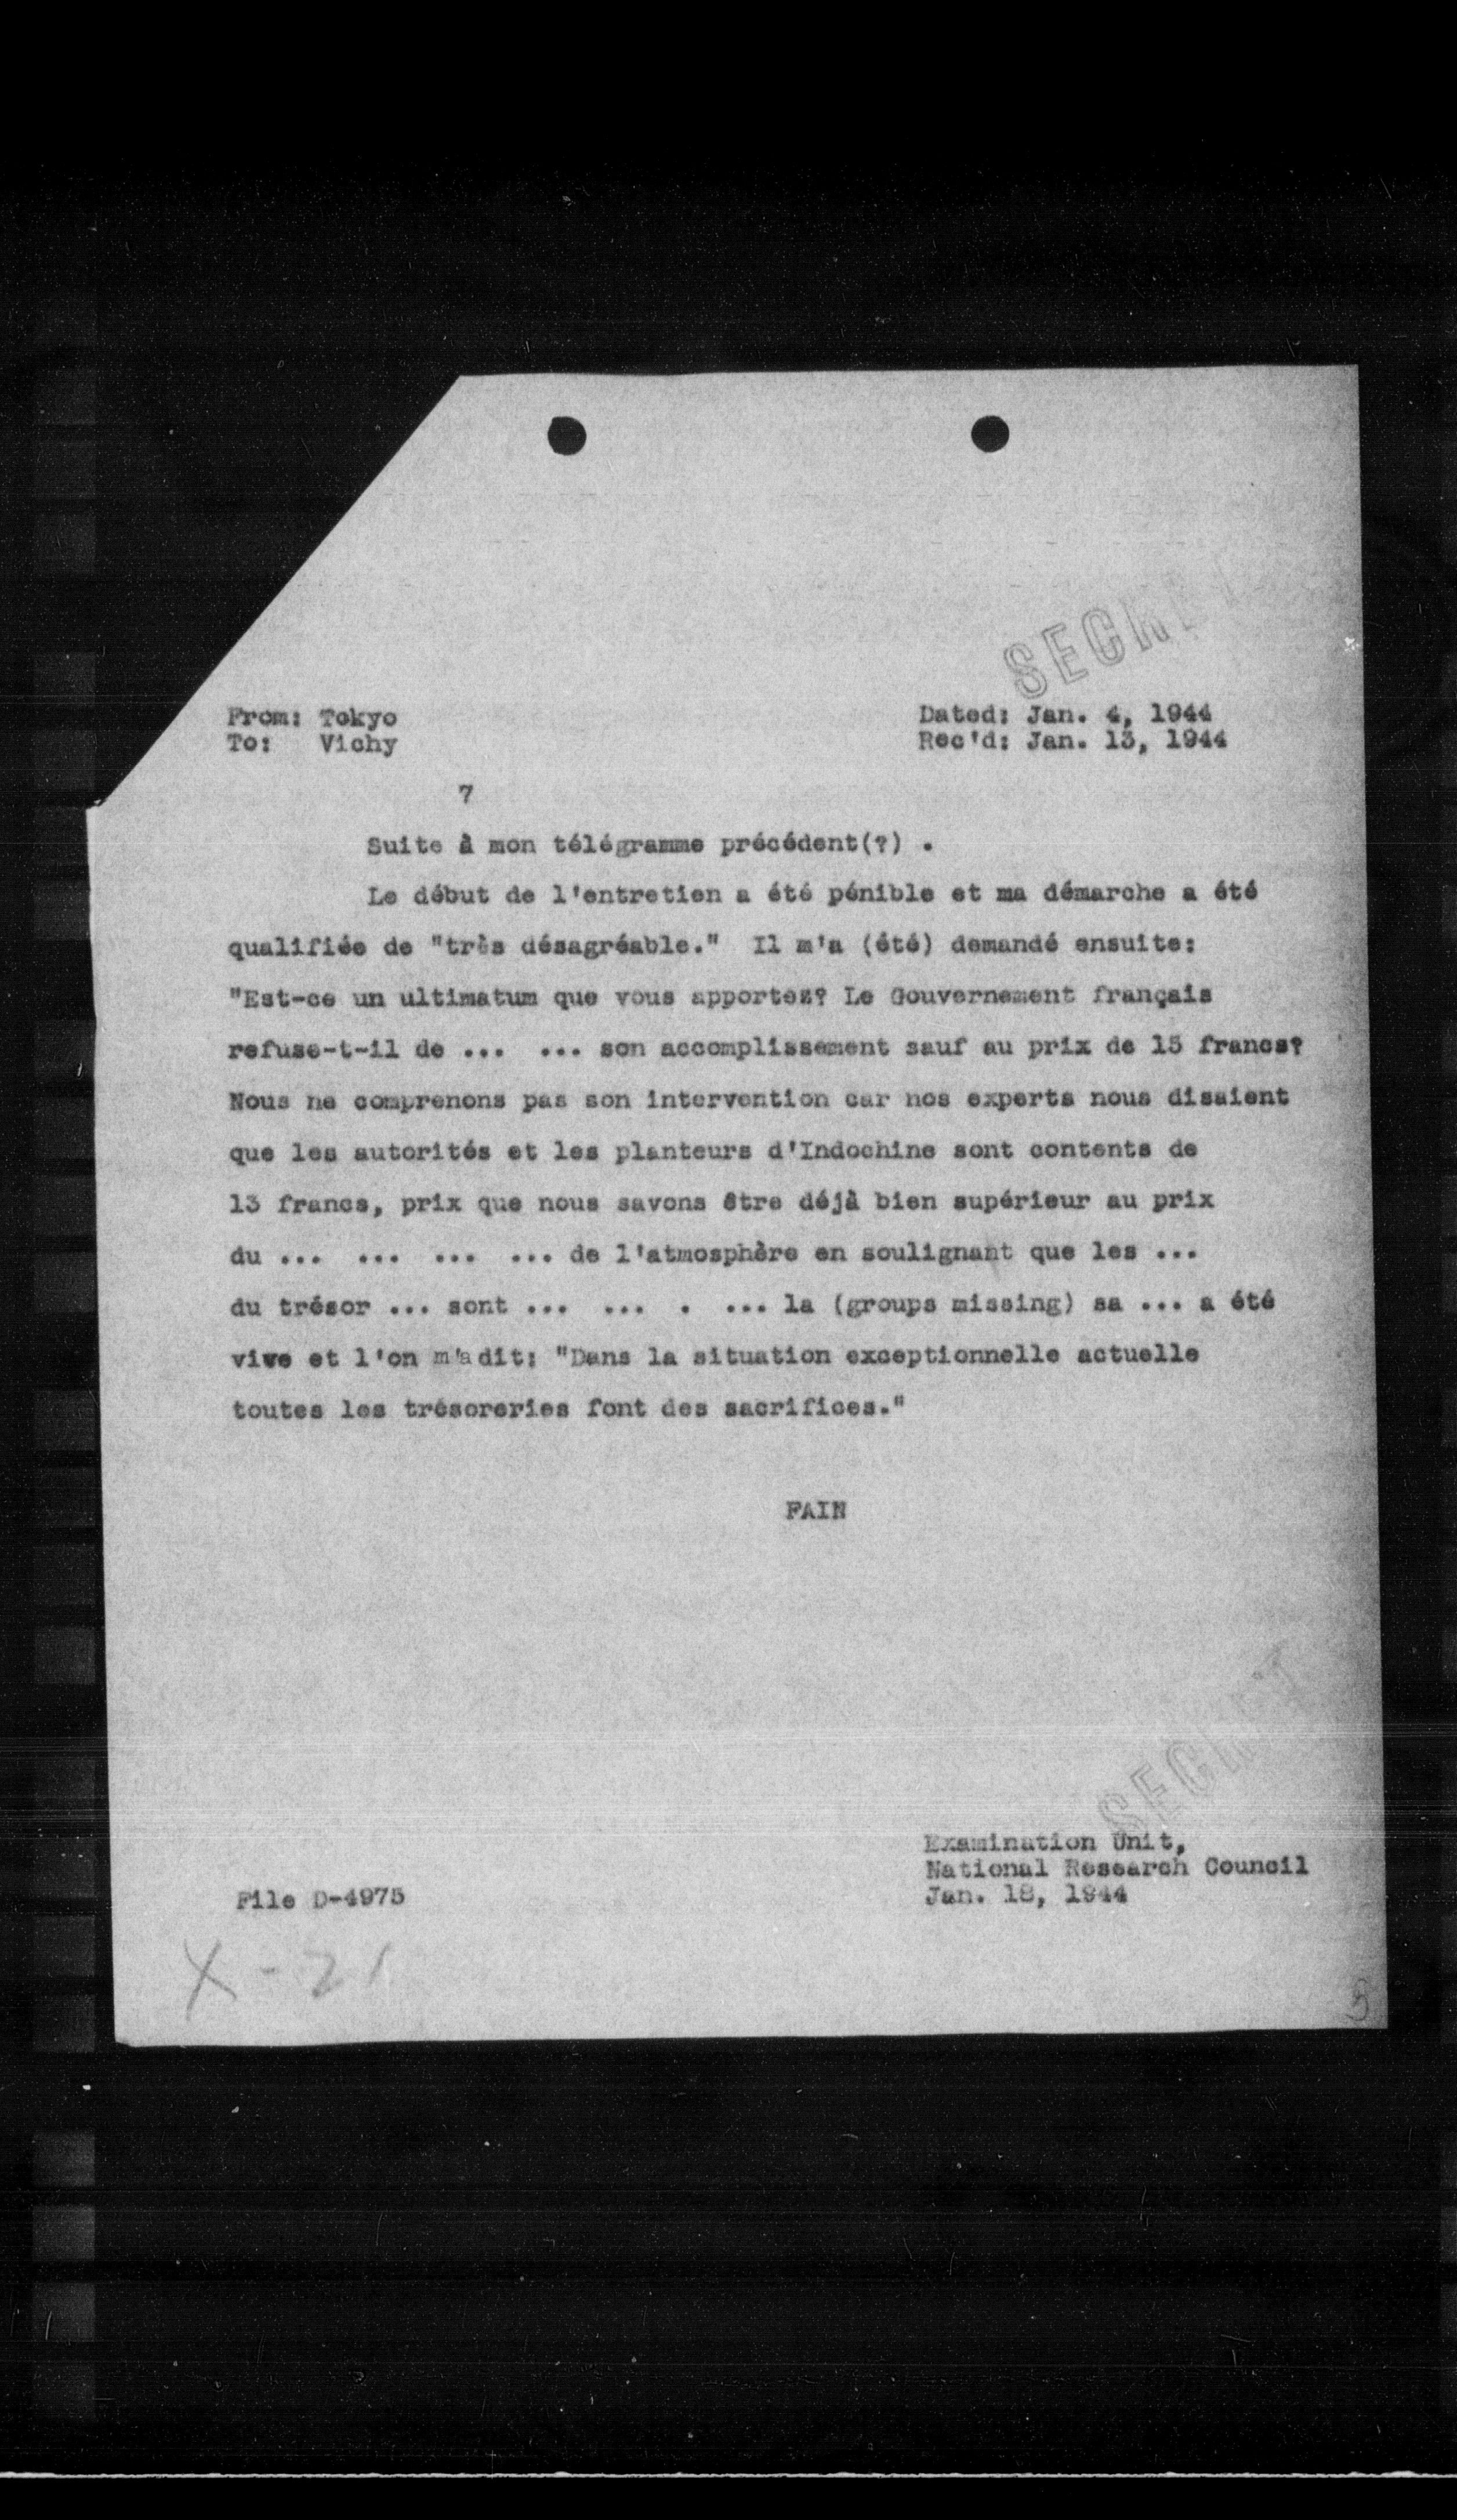 SECRET
From: Tokyo
To: Vichy
Dated: Jan. 4, 1944
Rec'd: Jan. 13, 1944
7
Suite à mon télégramme précédent(?) .
Le début de l'entretien a été pénible et ma démarche a été
qualifiée de "très désagréable." Il m'a (été) demandé ensuite:
"Est-ce un ultimatum que vous apportez? Le Gouvernement français
refuse-t-il de ... ... son accomplissement sauf au prix de 15 francs?
Nous ne comprenons pas son intervention car nos experts nous disaient
que les autorités et les planteurs d'Indochine sont contents de
13 francs, prix que nous savons être déjà bien supérieur au prix
du ... ... ... ... de l'atmosphère en soulignant que les ...
du trésor ... sont ... ... . ... la (groups missing) sa ... a été
vive et l'on m'a dit: "Dans la situation exceptionnelle actuelle
toutes les trésoreries font des sacrifices."
FAIN
SECRET
Examination Unit,
National Research Council
Jan. 18, 1944
File D-4975
X-21
5